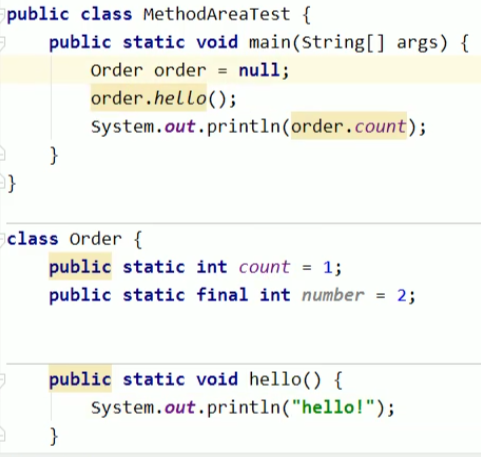 public class MethodAreaTest {
    public static void main(String[] args) {
        Order order = null;
        order.hello();
        System.out.println(order.count);
    }
}
class Order {
    public static int count = 1;
    public static final int number = 2;
    public static void hello() {
        System.out.println("hello!");
    }